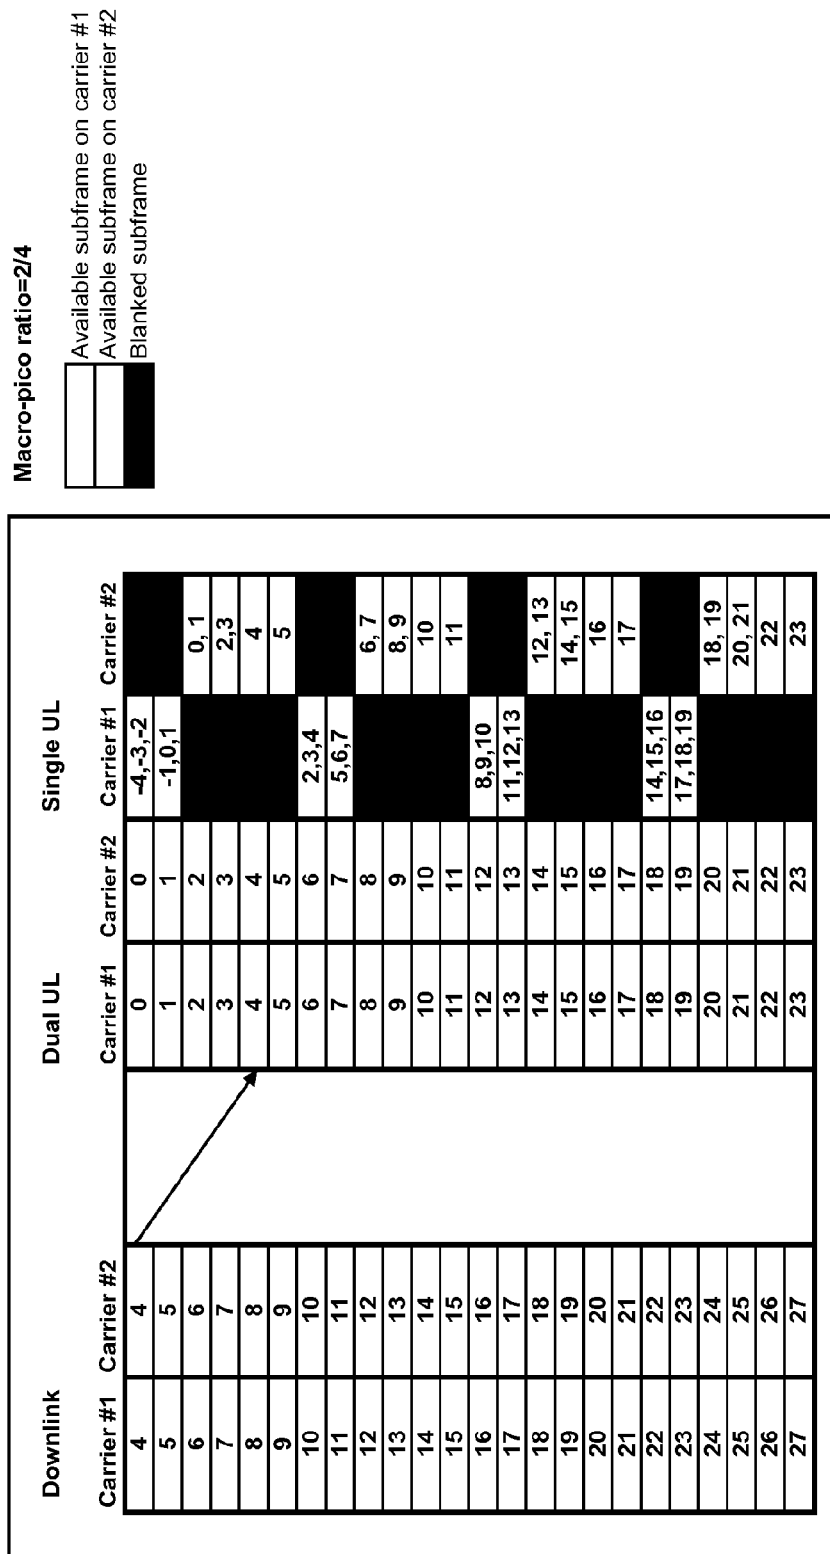 Downlink Dual UL Single UL
Carrier #1 Carrier #2 Carrier #1 Carrier #2 Carrier #1 Carrier #2
4 4 0 0 -4,-3,-2
5 5 1 1 -1,0,1
6 6 2 2 0, 1
7 7 3 3 2,3
8 8 4 4 4
9 9 5 5 5
10 10 6 6 2,3,4
11 11 7 7 5,6,7
12 12 8 8 6, 7
13 13 9 9 8, 9
14 14 10 10 10
15 15 11 11 11
16 16 12 12 8,9,10
17 17 13 13 11,12,13
18 18 14 14 12, 13
19 19 15 15 14, 15
20 20 16 16 16
21 21 17 17 17
22 22 18 18 14,15,16
23 23 19 19 17,18,19
24 24 20 20 18, 19
25 25 21 21 20, 21
26 26 22 22 22
27 27 23 23 23
Macro-pico ratio=2/4
Available subframe on carrier #1
Available subframe on carrier #2
Blanked subframe